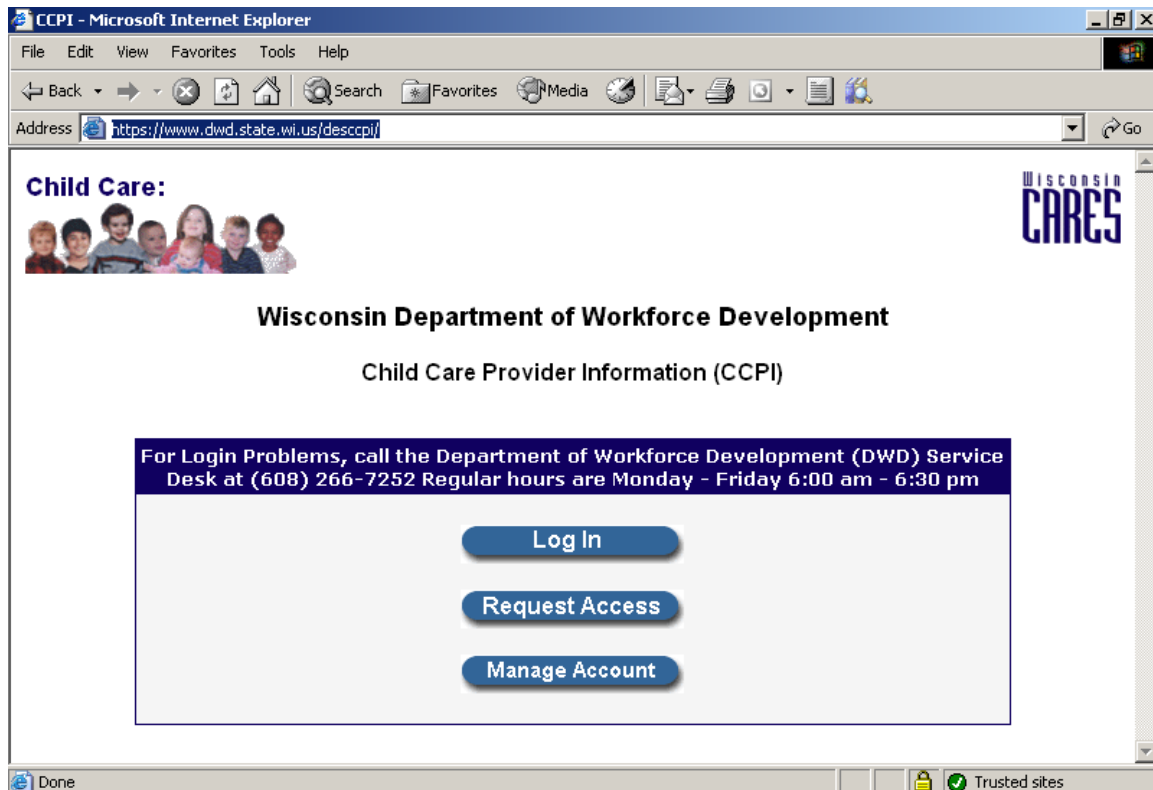 CCPI - Microsoft Internet Explorer
File Edit View Favorites Tools Help
Back Search Favorites Media
Address https://www.dwd.state.wi.us/desccpi/ Go
Child Care:
Wisconsin
CARES
Wisconsin Department of Workforce Development
Child Care Provider Information (CCPI)
For Login Problems, call the Department of Workforce Development (DWD) Service
Desk at (608) 266-7252 Regular hours are Monday - Friday 6:00 am - 6:30 pm
Log In
Request Access
Manage Account
Done Trusted sites